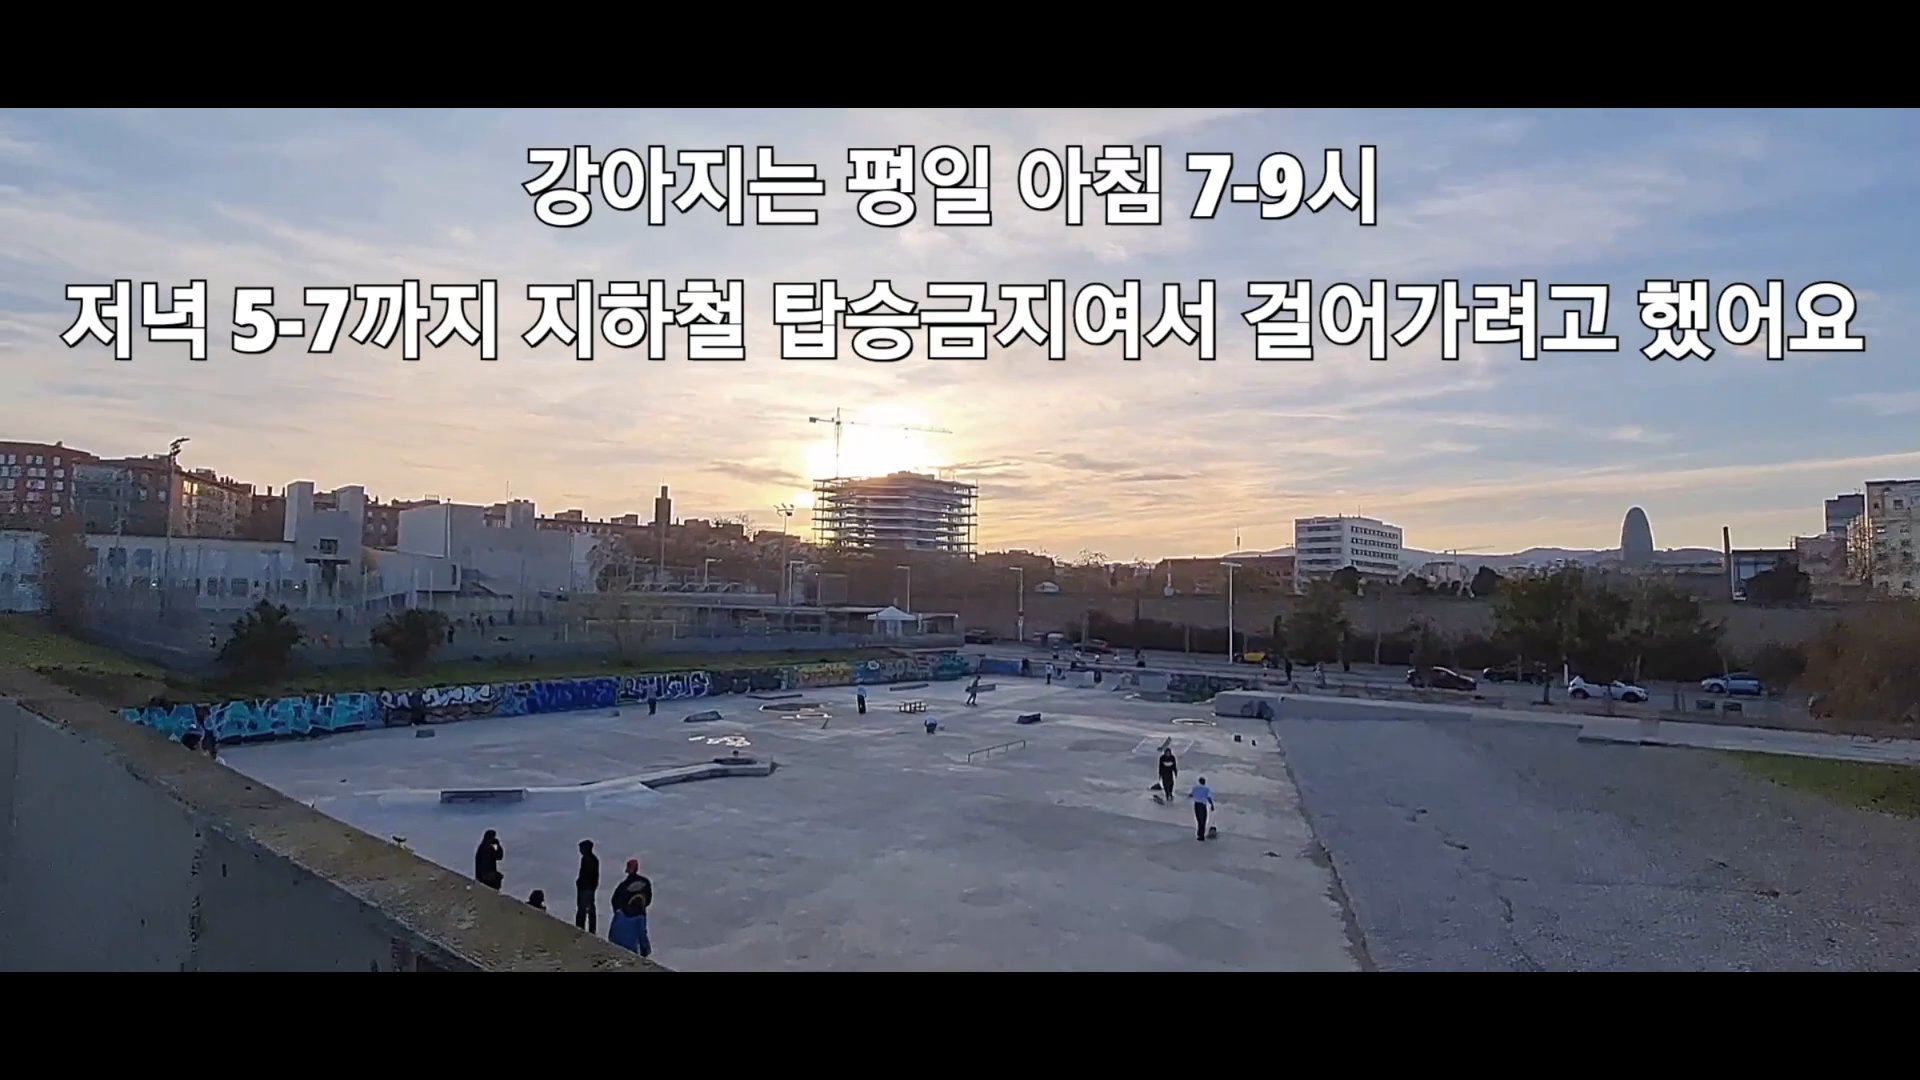 강아지는 평일 아침 7-9시
저녁 5-7까지 지하철 탑승금지여서 걸어가려고 했어요